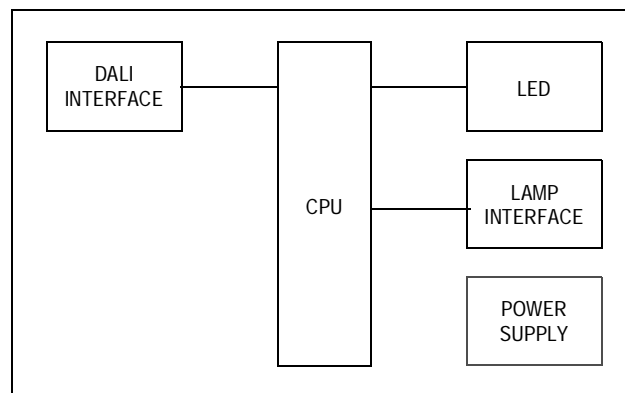 DALI
INTERFACE
CPU
LED
LAMP
INTERFACE
POWER
SUPPLY